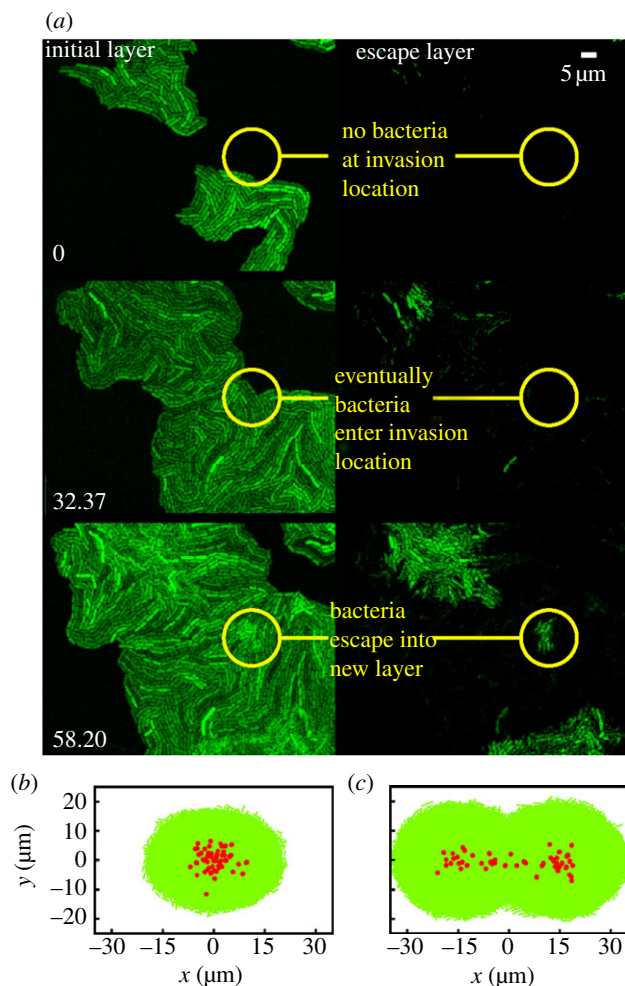 (a)
initial layer
escape layer
5 µm
no bacteria
at invasion
location
0
eventually
bacteria
enter invasion
location
32.37
bacteria
escape into
new layer
58.20
(b)
20
10
0
−10
−20
y (µm)
−30 −15 0 15 30
x (µm)
(c)
−30 −15 0 15 30
x (µm)